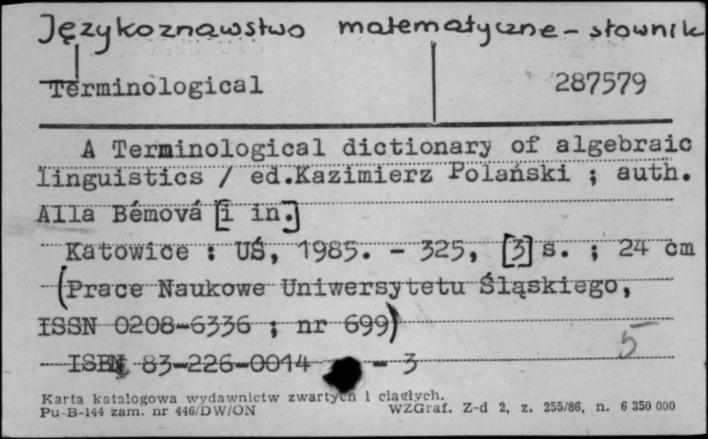 Językoznawstwo matematyczne - słownik
Terminological 287579
A Terminological dictionary of algebraic
linguistics / ed.Kazimierz Polański ; auth.
Alla Bémová [i in.]
Katowice : UŚ, 1985. - 325, [3] s. ; 24 cm
(Prace Naukowe Uniwersytetu Śląskiego,
ISSN 0208-6336 ; nr 699)
5
ISBN 83-226-0014 - 3
Karta katalogowa wydawnictw zwartych i ciągłych.
Pu-B-144 zam. nr 446/DW/ON WZGraf. Z-d 2, z. 255/86, n. 6 350 000